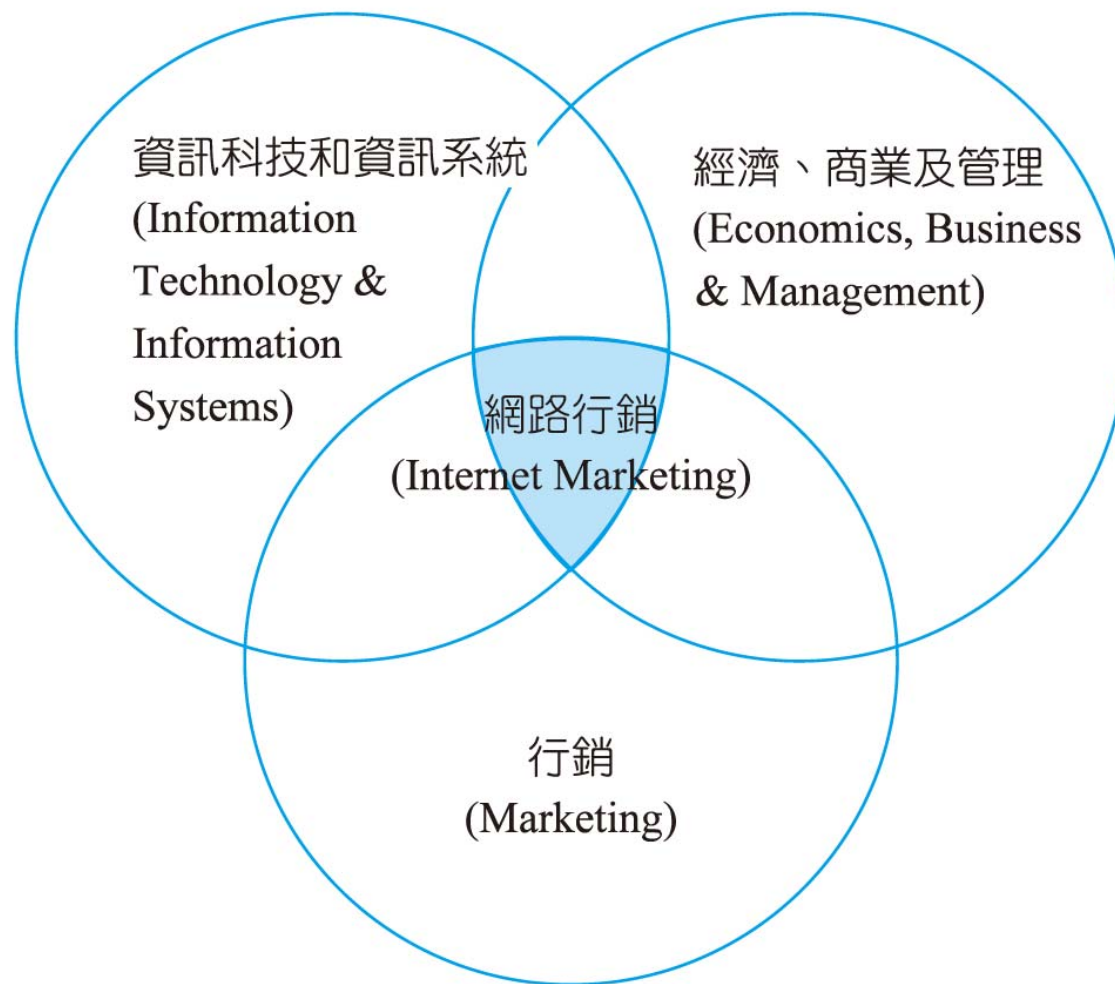 資訊科技和資訊系統
(Information
Technology &
Information
Systems)
經濟、商業及管理
(Economics, Business
& Management)
網路行銷
(Internet Marketing)
行銷
(Marketing)